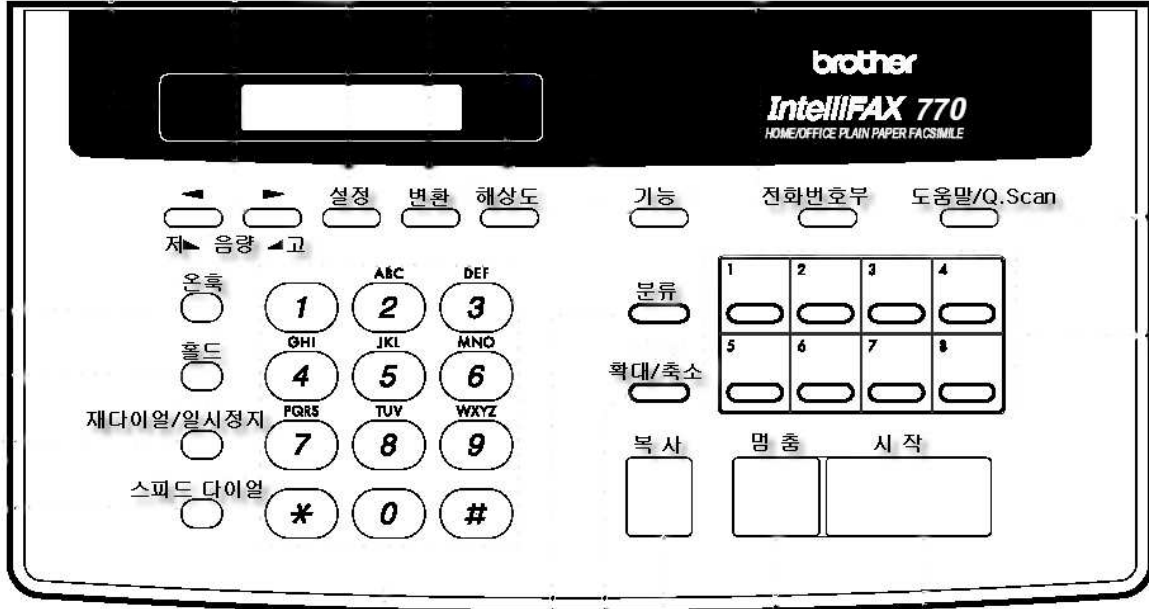 brother
IntelliFAX 770
HOME/OFFICE PLAIN PAPER FACSIMILE
◄ ► 설정 변환 해상도 기능 전화번호부 도움말/Q.Scan
저 음량 고
온훅
홀드
재다이얼/일시정지
스피드 다이얼
ABC DEF
1 2 3
GHI JKL MNO
4 5 6
PQRS TUV WXYZ
7 8 9
* 0 #
분류
확대/축소
1 2 3 4
5 6 7 8
복사 멈춤 시작